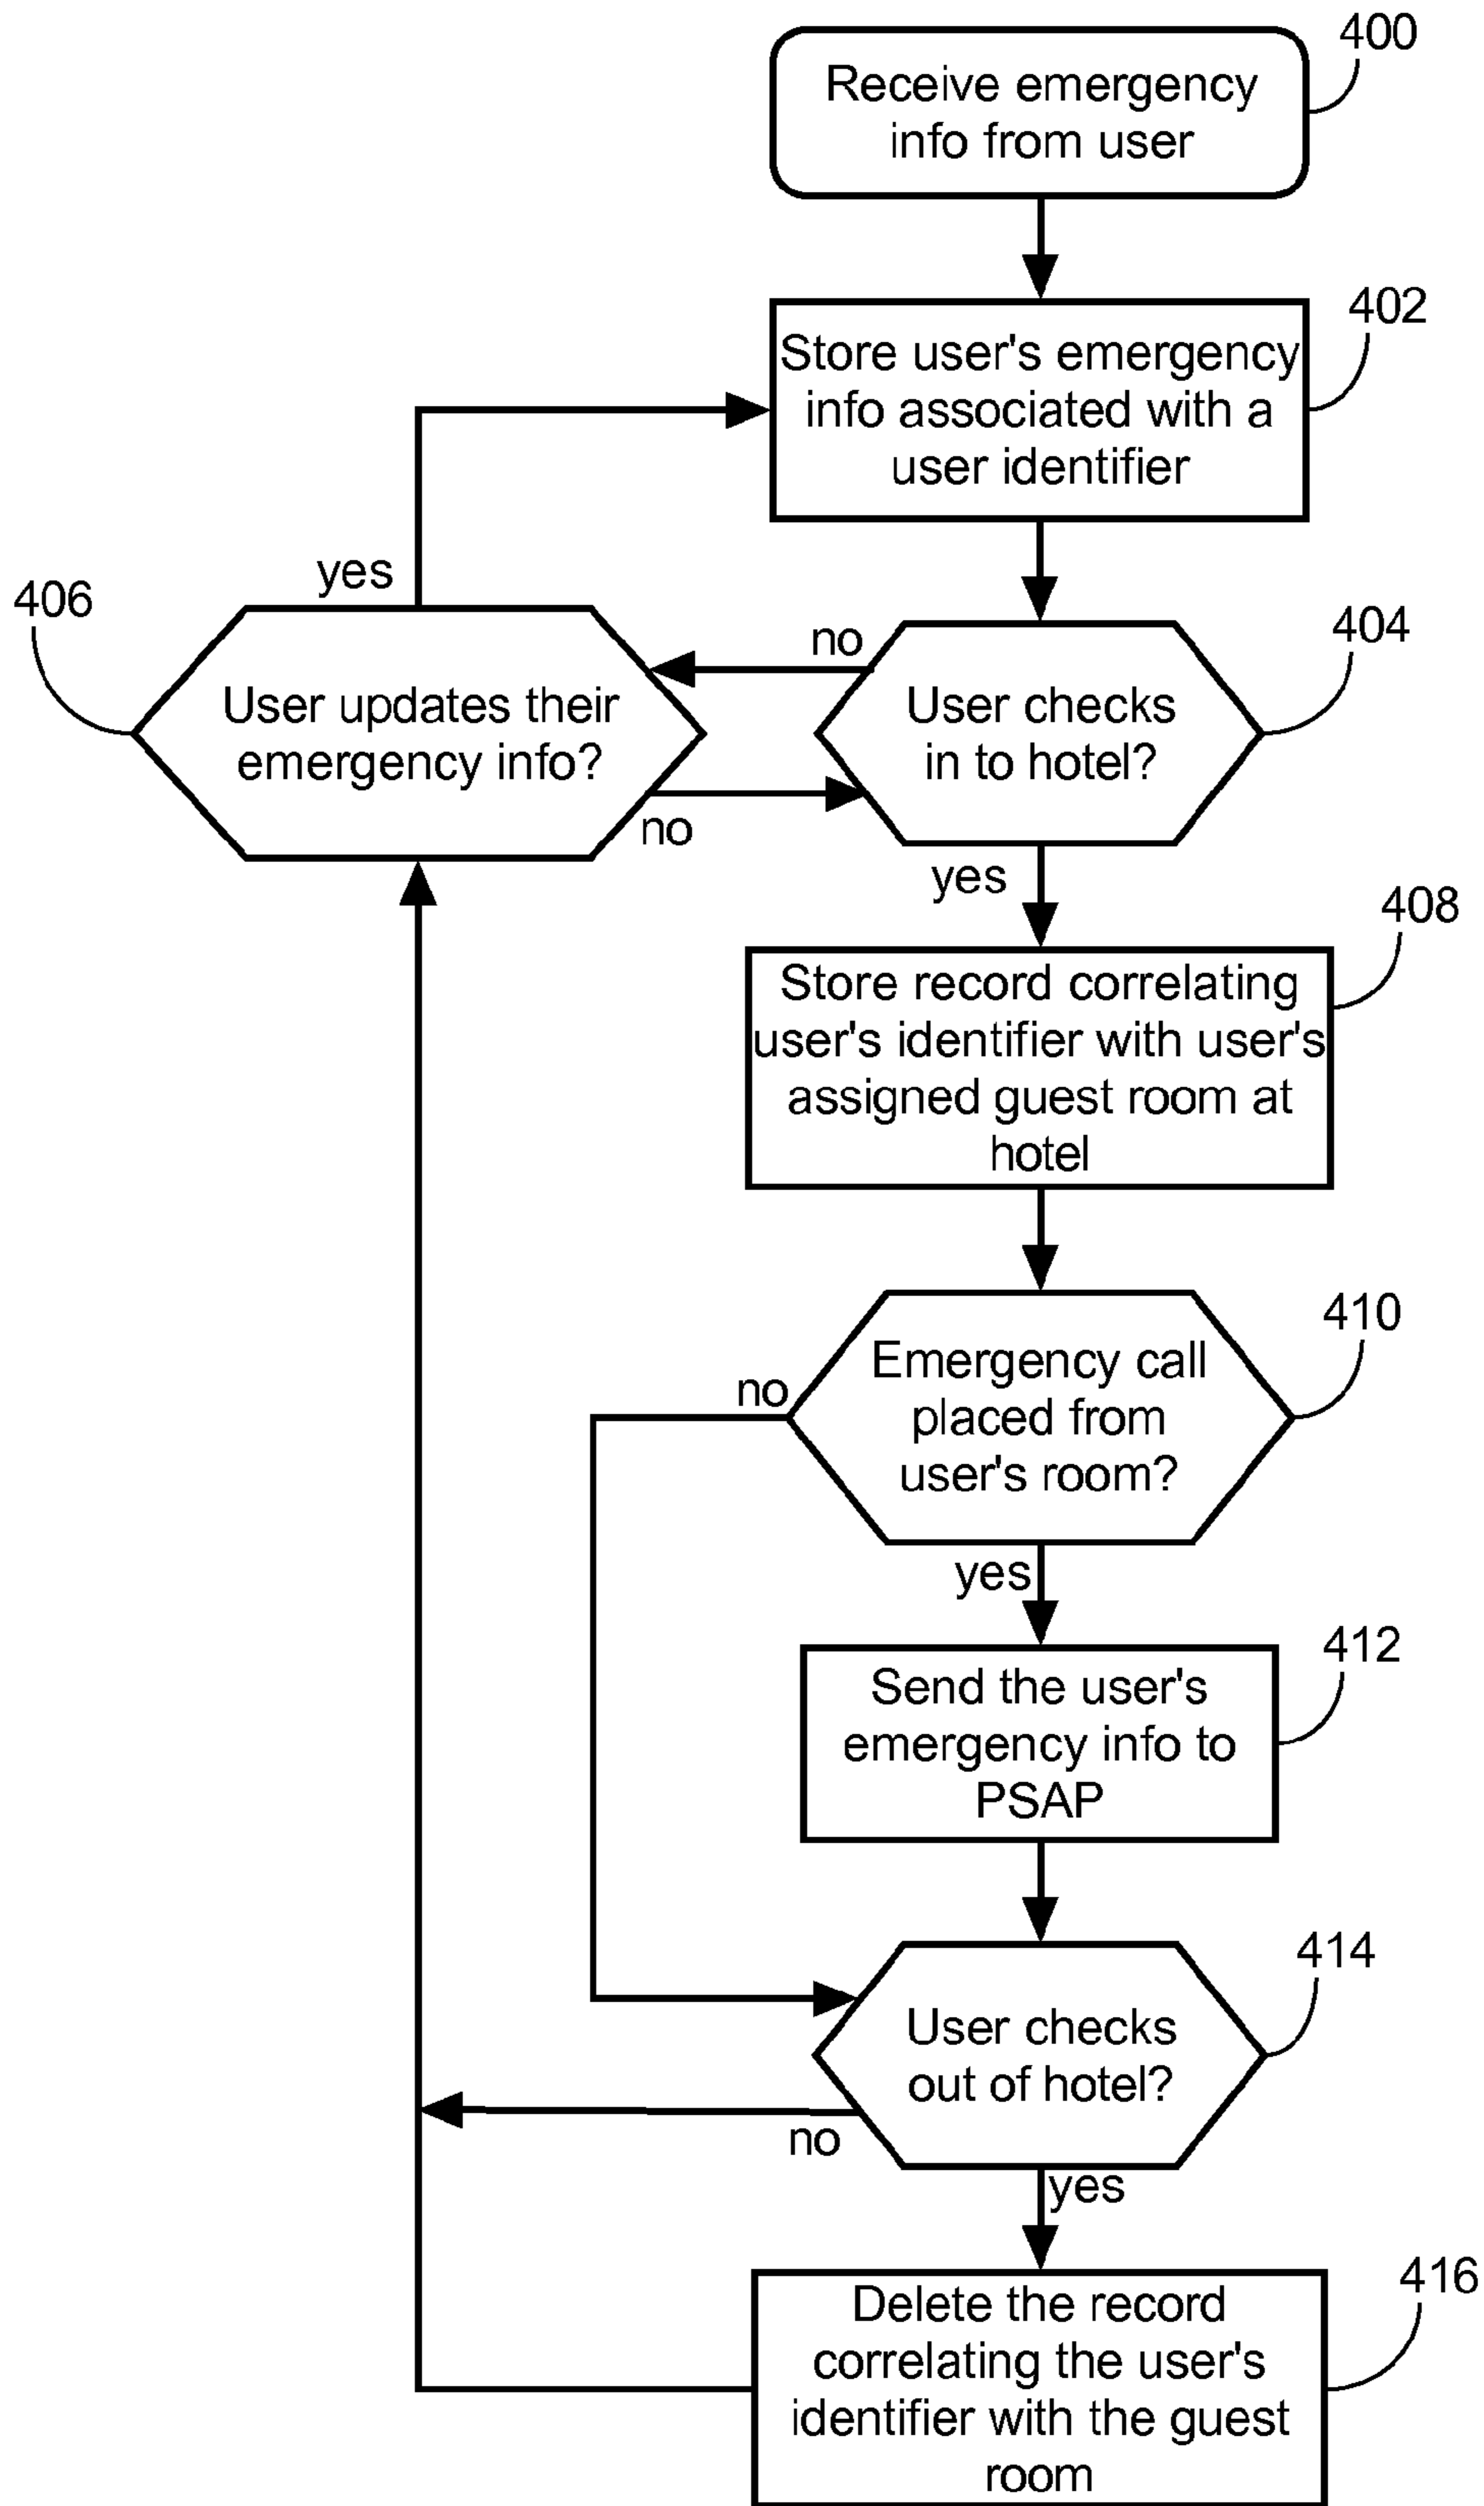 400
Receive emergency
info from user
402
Store user's emergency
info associated with a
user identifier
yes
406
no
404
User updates their
emergency info?
User checks
in to hotel?
no
yes
408
Store record correlating
user's identifier with user's
assigned guest room at
hotel
410
Emergency call
placed from
user's room?
no
yes
412
Send the user's
emergency info to
PSAP
414
User checks
out of hotel?
no
yes
416
Delete the record
correlating the user's
identifier with the guest
room